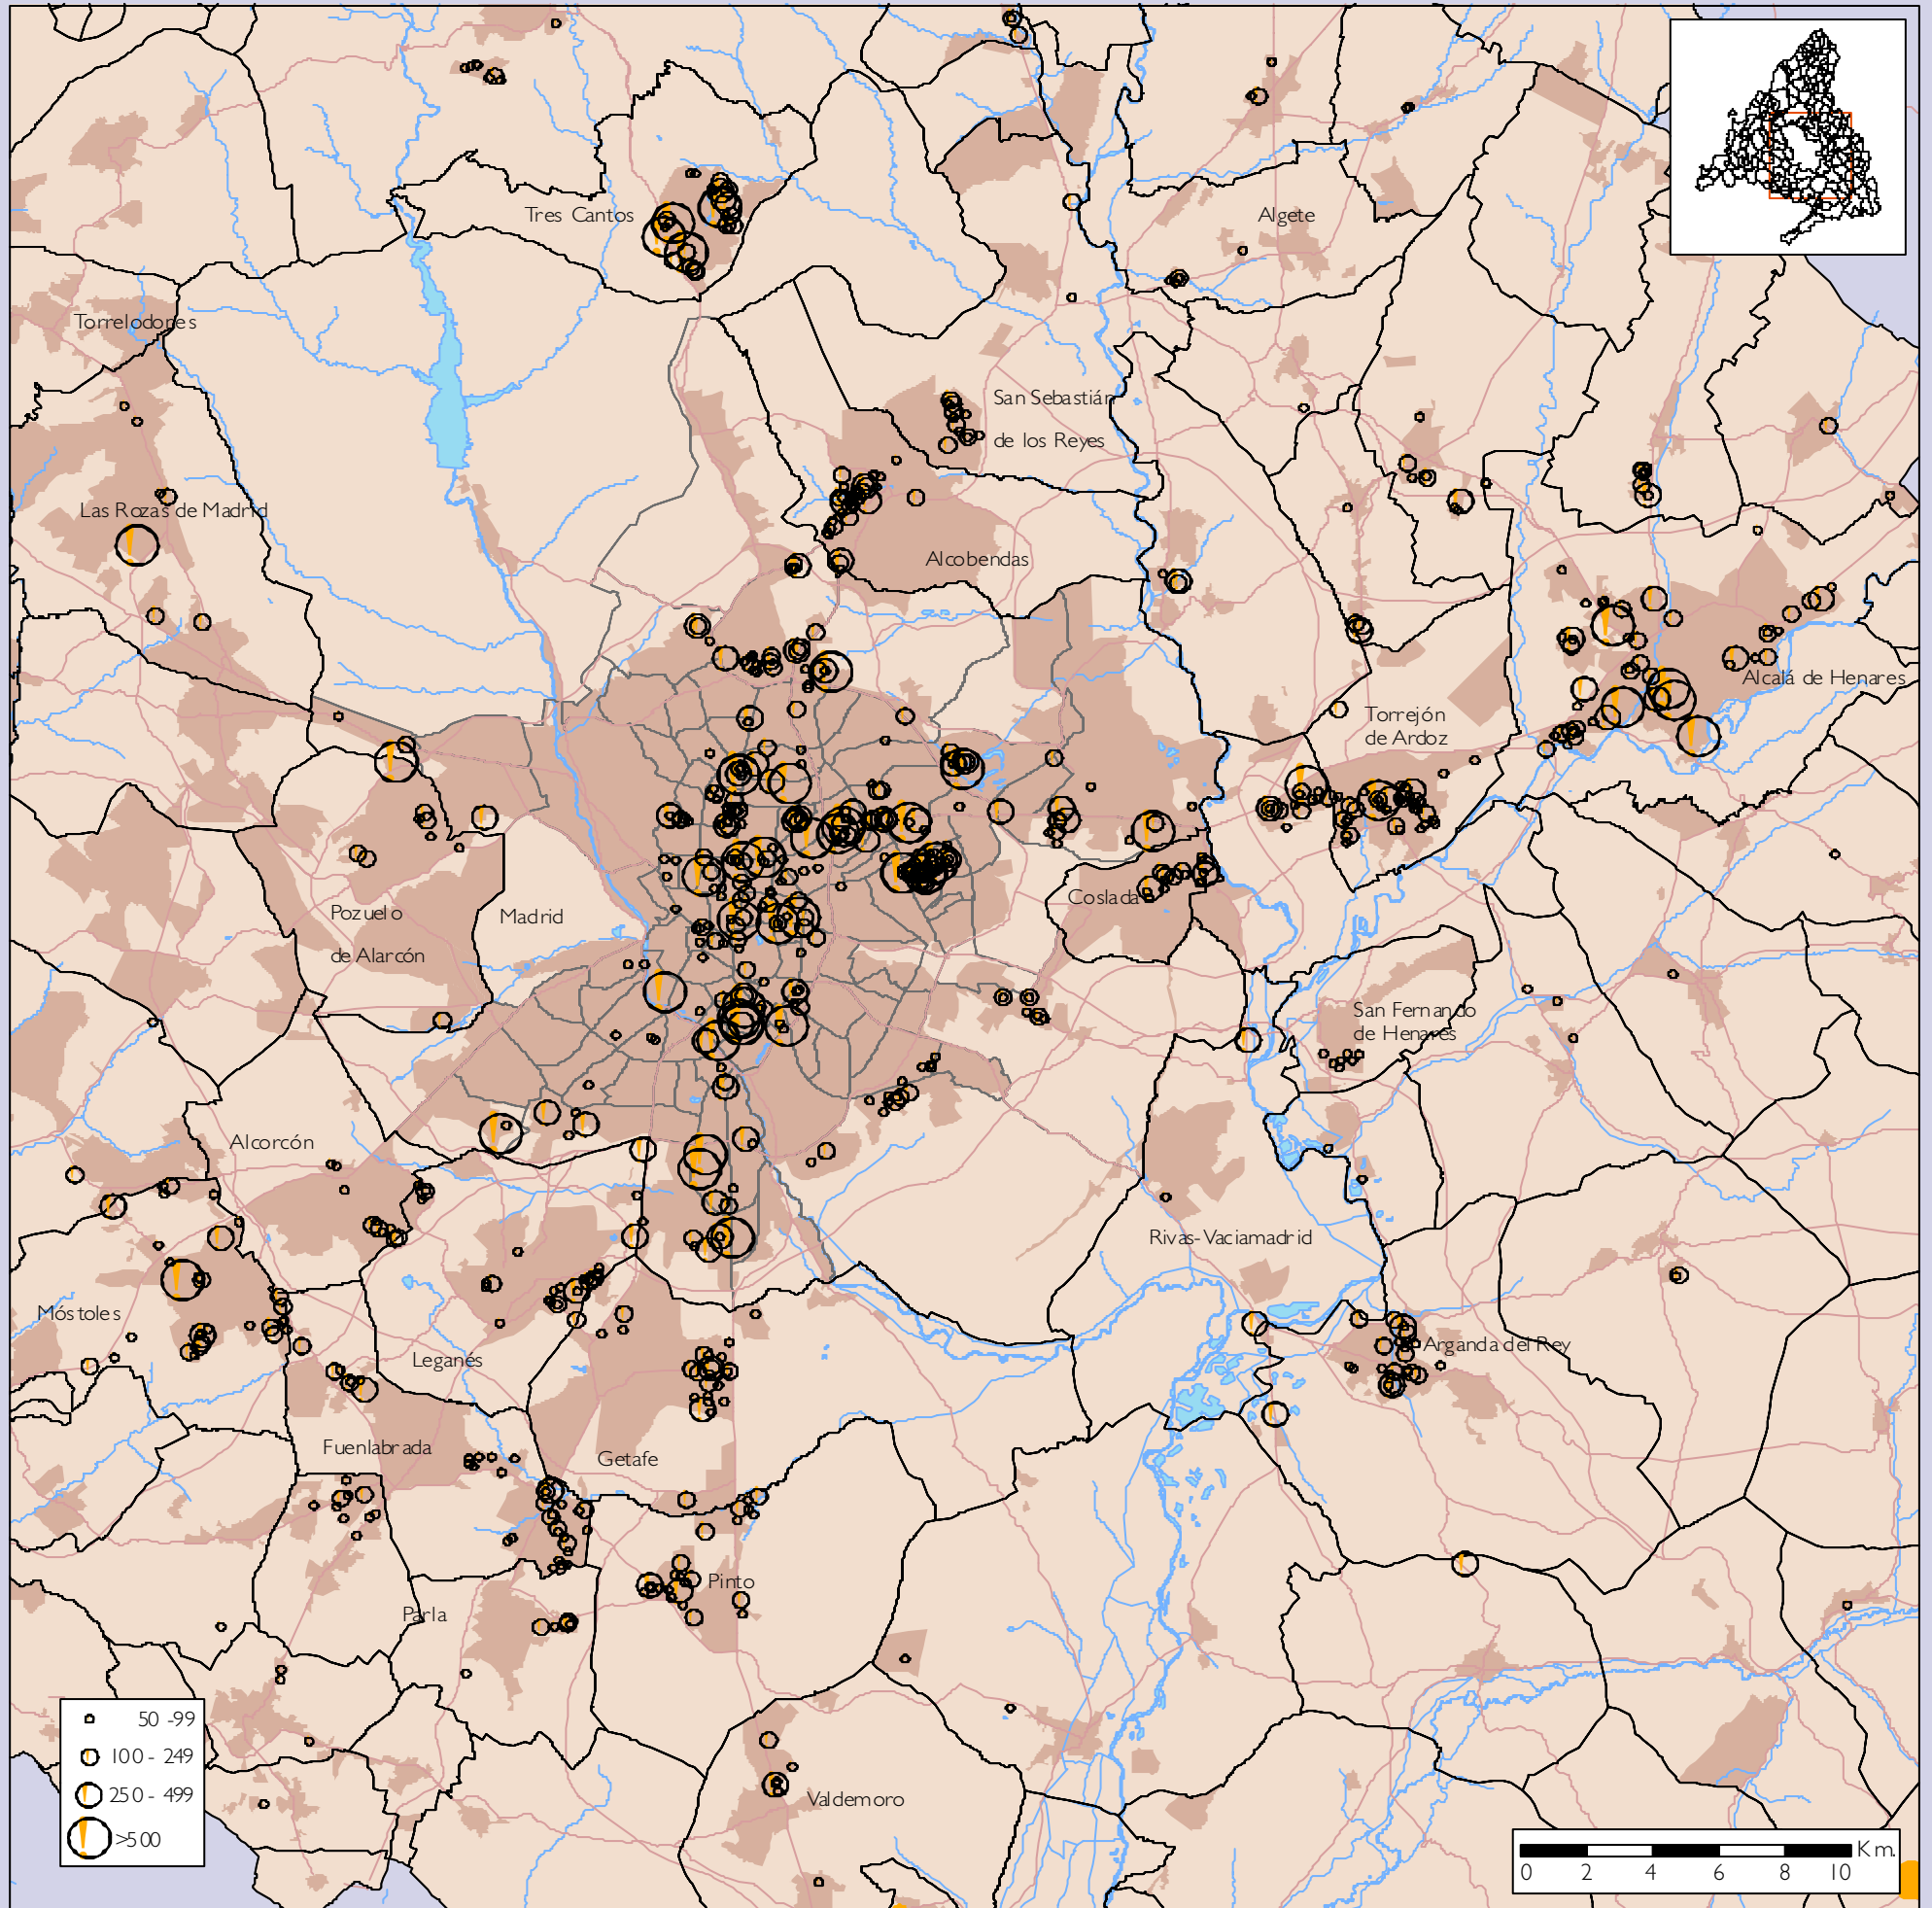 Tres Cantos
Algete
Torrelodones
San Sebastián
de los Reyes
Las Rozas de Madrid
Alcobendas
Alcalá de Henares
Torrejón
de Ardoz
Coslada
Pozuelo
de Alarcón
Madrid
San Fernando
de Henares
Alcorcón
Rivas-Vaciamadrid
Móstoles
Leganés
Arganda del Rey
Fuenlabrada
Getafe
Pinto
Parla
Valdemoro
50 -99
100 - 249
250 - 499
>500
Km.
0 2 4 6 8 10